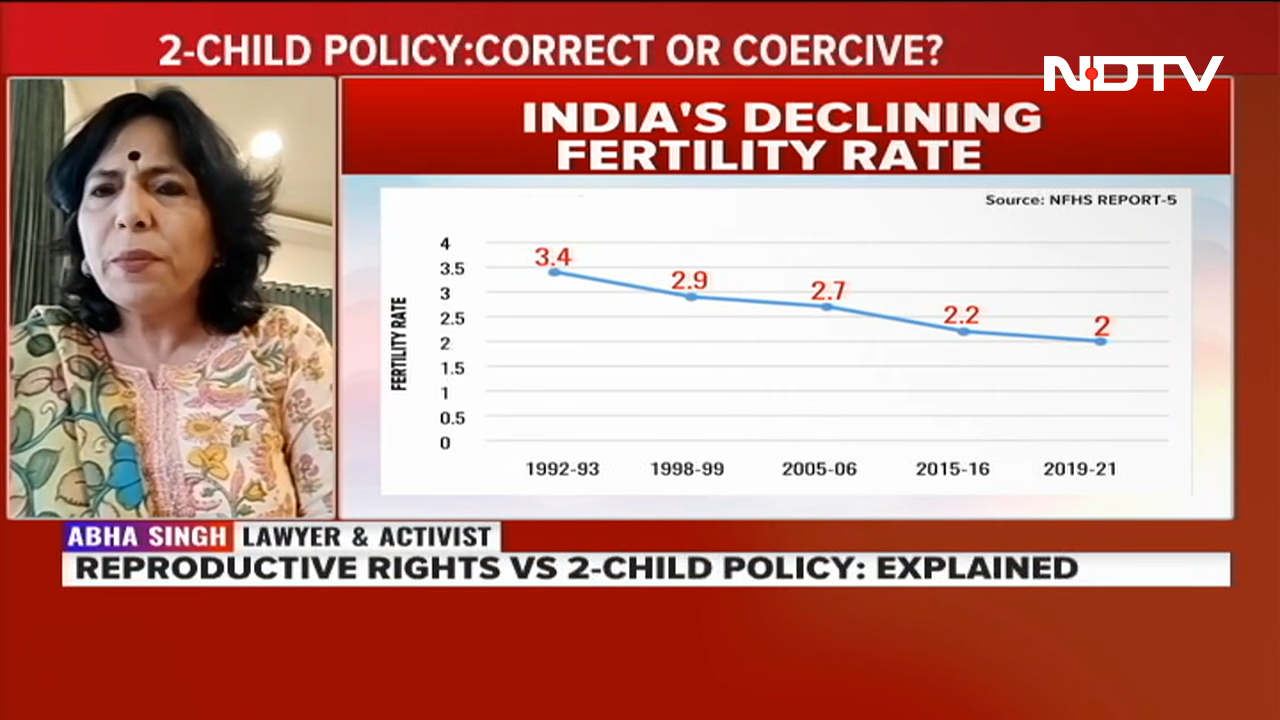 2-CHILD POLICY:CORRECT OR COERCIVE?
NDTV
INDIA'S DECLINING
FERTILITY RATE
Source: NFHS REPORT-5
FERTILITY RATE
4
3.5
3
2.5
2
1.5
1
0.5
0
3.4
2.9
2.7
2.2
2
1992-93 1998-99 2005-06 2015-16 2019-21
ABHA SINGH LAWYER & ACTIVIST
REPRODUCTIVE RIGHTS VS 2-CHILD POLICY: EXPLAINED